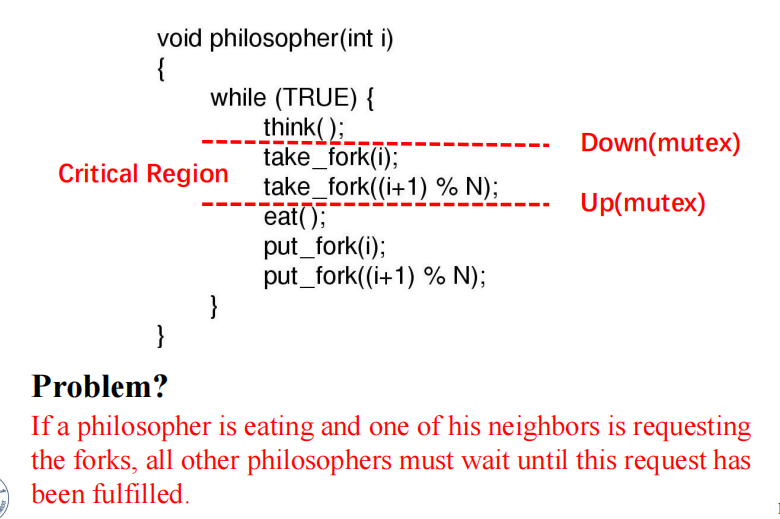 void philosopher(int i)
{
while (TRUE) {
think( );
Down(mutex)
take_fork(i);
Critical Region
take_fork((i+1) % N);
Up(mutex)
eat( );
put_fork(i);
put_fork((i+1) % N);
}
}
Problem?
If a philosopher is eating and one of his neighbors is requesting
the forks, all other philosophers must wait until this request has
been fulfilled.